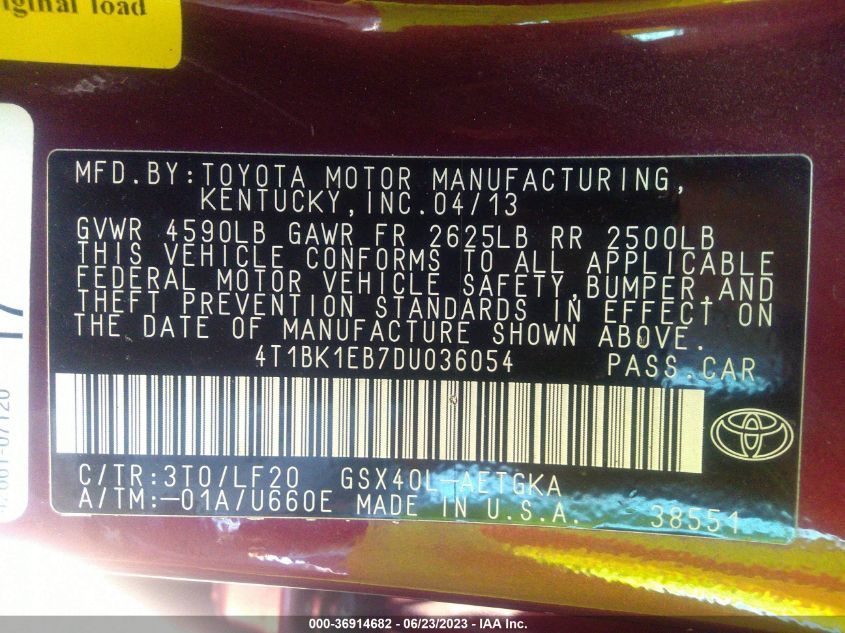 original load
MFD.BY:TOYOTA MOTOR MANUFACTURING,
KENTUCKY,INC.04/13
GVWR 4590LB GAWR FR 2625LB RR 2500LB
THIS VEHICLE CONFORMS TO ALL APPLICABLE
FEDERAL MOTOR VEHICLE SAFETY,BUMPER,AND
THEFT PREVENTION STANDARDS IN EFFECT ON
THE DATE OF MANUFACTURE SHOWN ABOVE.
4T1BK1EB7DU036054 PASS.CAR
C/TR:3T0/LF20 GSX40L-AETGKA
A/TM:-01A/U660E MADE IN U.S.A. 38551
000-36914682 - 06/23/2023 - IAA Inc.